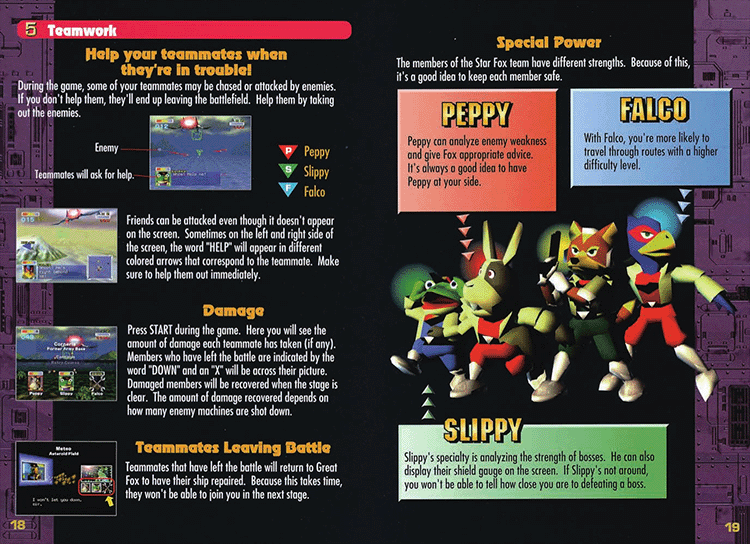 5 Teamwork
Help your teammates when
they're in trouble!
During the game, some of your teammates may be chased or attacked by enemies.
If you don't help them, they'll end up leaving the battlefield. Help them by taking
out the enemies.
Enemy
Teammates will ask for help.
P Peppy
S Slippy
F Falco
Friends can be attacked even though it doesn't appear
on the screen. Sometimes on the left and right side of
the screen, the word "HELP" will appear in different
colored arrows that correspond to the teammate. Make
sure to help them out immediately.
Damage
Press START during the game. Here you will see the
amount of damage each teammate has taken (if any).
Members who have left the battle are indicated by the
word "DOWN" and an "X" will be across their picture.
Damaged members will be recovered when the stage is
clear. The amount of damage recovered depends on
how many enemy machines are shot down.
Corneria
Former Army Base
Peppy Slippy Falco
Teammates Leaving Battle
Teammates that have left the battle will return to Great
Fox to have their ship repaired. Because this takes time,
they won't be able to join you in the next stage.
Meteo
Asteroid Field
I won't let you down,
18
Special Power
The members of the Star Fox team have different strengths. Because of this,
it's a good idea to keep each member safe.
PEPPY
Peppy can analyze enemy weakness
and give Fox appropriate advice.
It's always a good idea to have
Peppy at your side.
FALCO
With Falco, you're more likely to
travel through routes with a higher
difficulty level.
SLIPPY
Slippy's specialty is analyzing the strength of bosses. He can also
display their shield gauge on the screen. If Slippy's not around,
you won't be able to tell how close you are to defeating a boss.
19